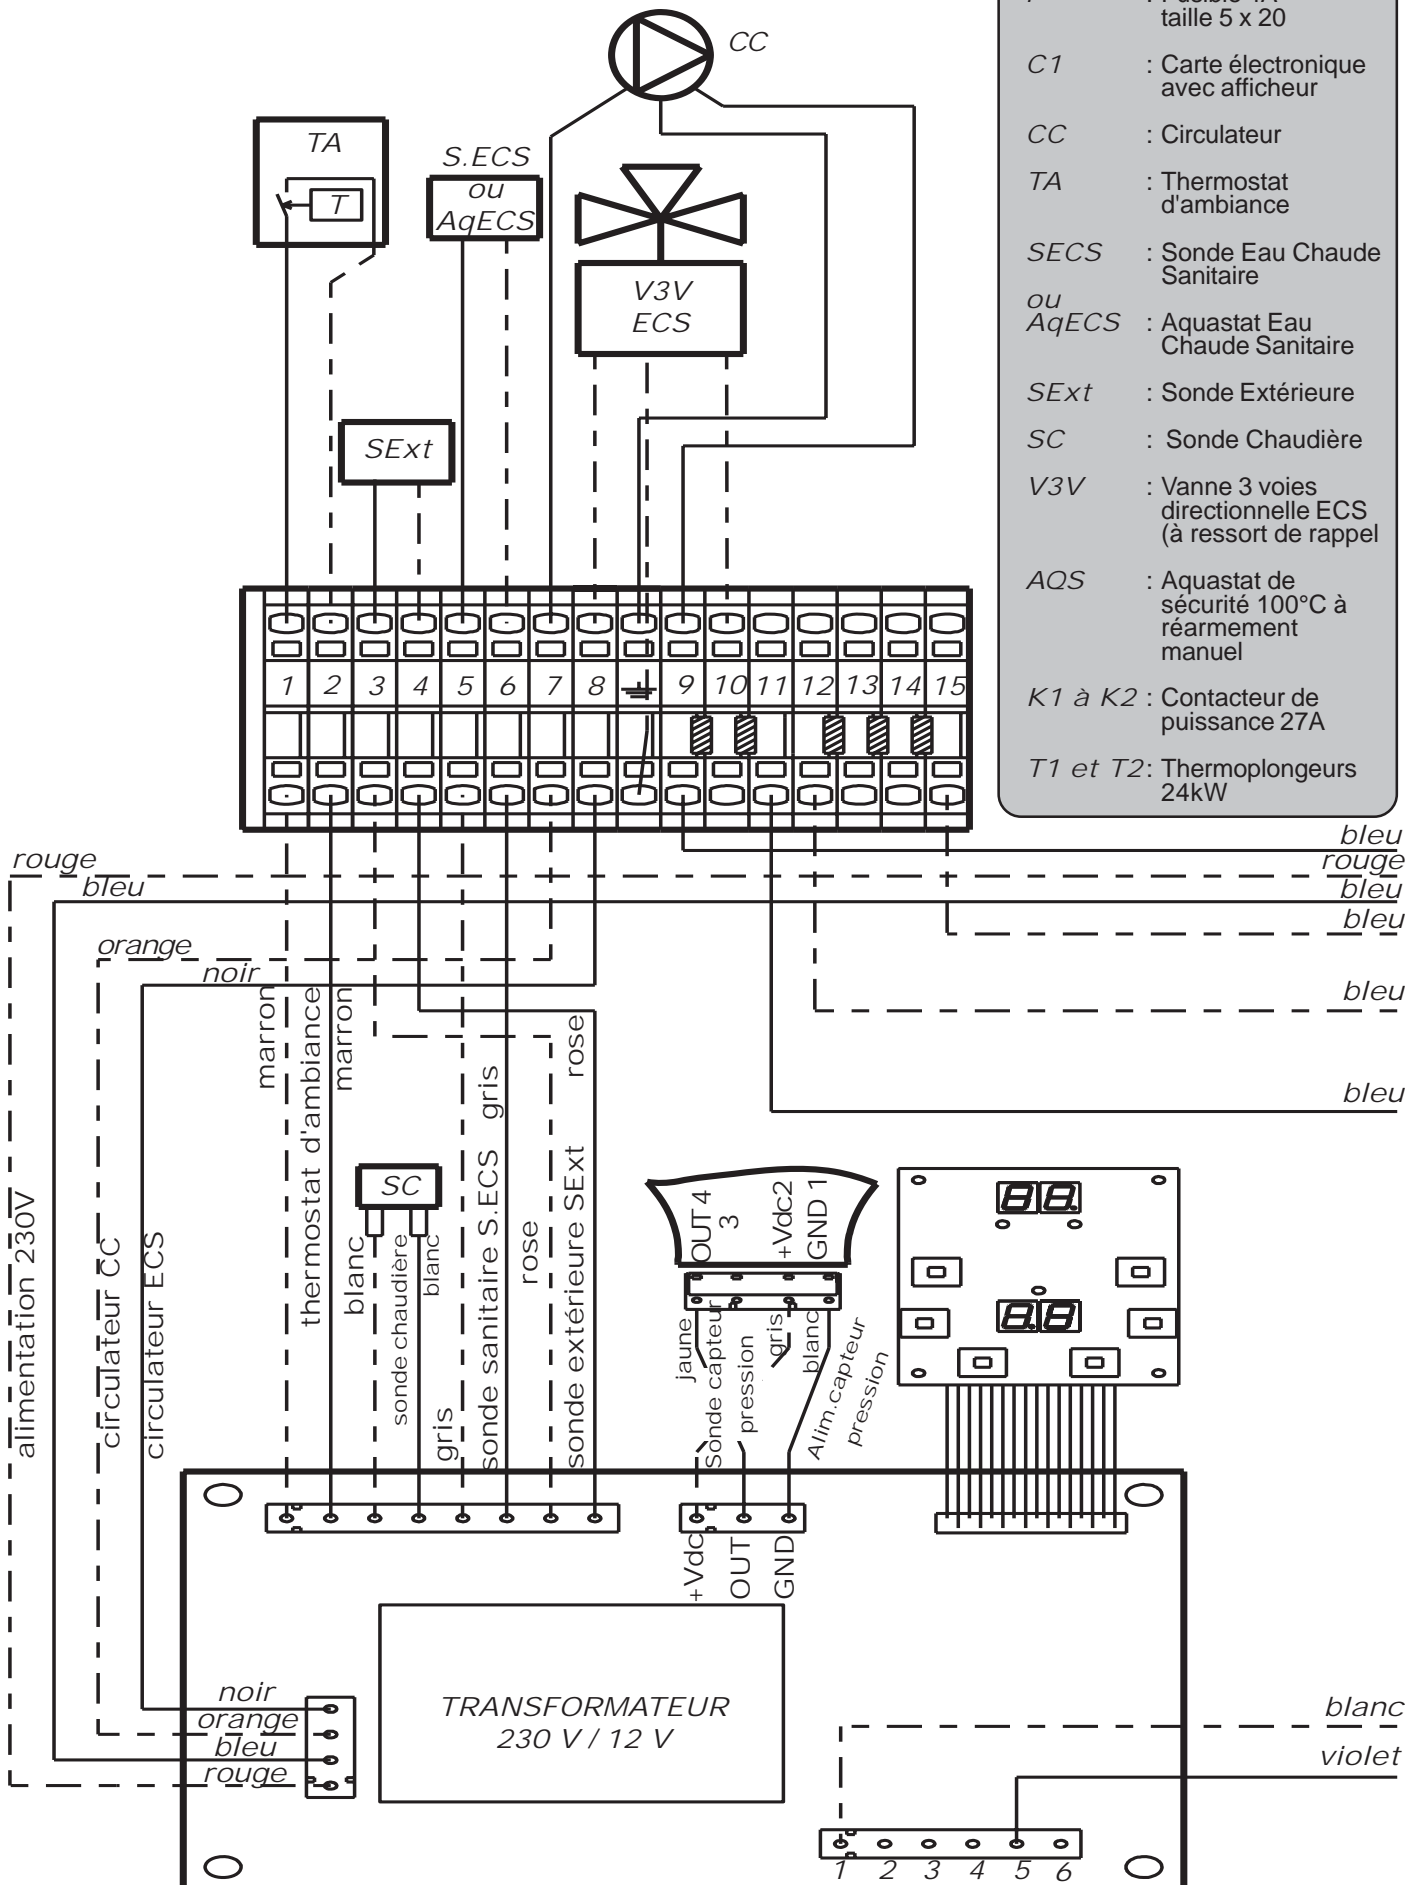 taille 5 x 20
C1 : Carte électronique
avec afficheur
CC : Circulateur
TA : Thermostat
d'ambiance
SECS : Sonde Eau Chaude
Sanitaire
ou
AqECS : Aquastat Eau
Chaude Sanitaire
SExt : Sonde Extérieure
SC : Sonde Chaudière
V3V : Vanne 3 voies
directionnelle ECS
(à ressort de rappel
AQS : Aquastat de
sécurité 100°C à
réarmement
manuel
K1 à K2 : Contacteur de
puissance 27A
T1 et T2 : Thermoplongeurs
24kW
CC
TA
T
S.ECS
ou
AqECS
V3V
ECS
SExt
1 2 3 4 5 6 7 8 9 10 11 12 13 14 15
bleu
rouge
bleu
bleu
bleu
bleu
rouge
bleu
orange
noir
marron
thermostat d'ambiance
marron
blanc
SC
sonde chaudière
blanc
gris
sonde sanitaire S.ECS
gris
rose
sonde extérieure SExt
rose
alimentation 230V
circulateur CC
circulateur ECS
OUT 4
3
+Vdc2
GND 1
jaune
Sonde capteur
pression
gris
blanc
Alim.capteur
pression
+Vdc
OUT
GND
8 8.
8.8
TRANSFORMATEUR
230 V / 12 V
noir
orange
bleu
rouge
blanc
violet
1 2 3 4 5 6